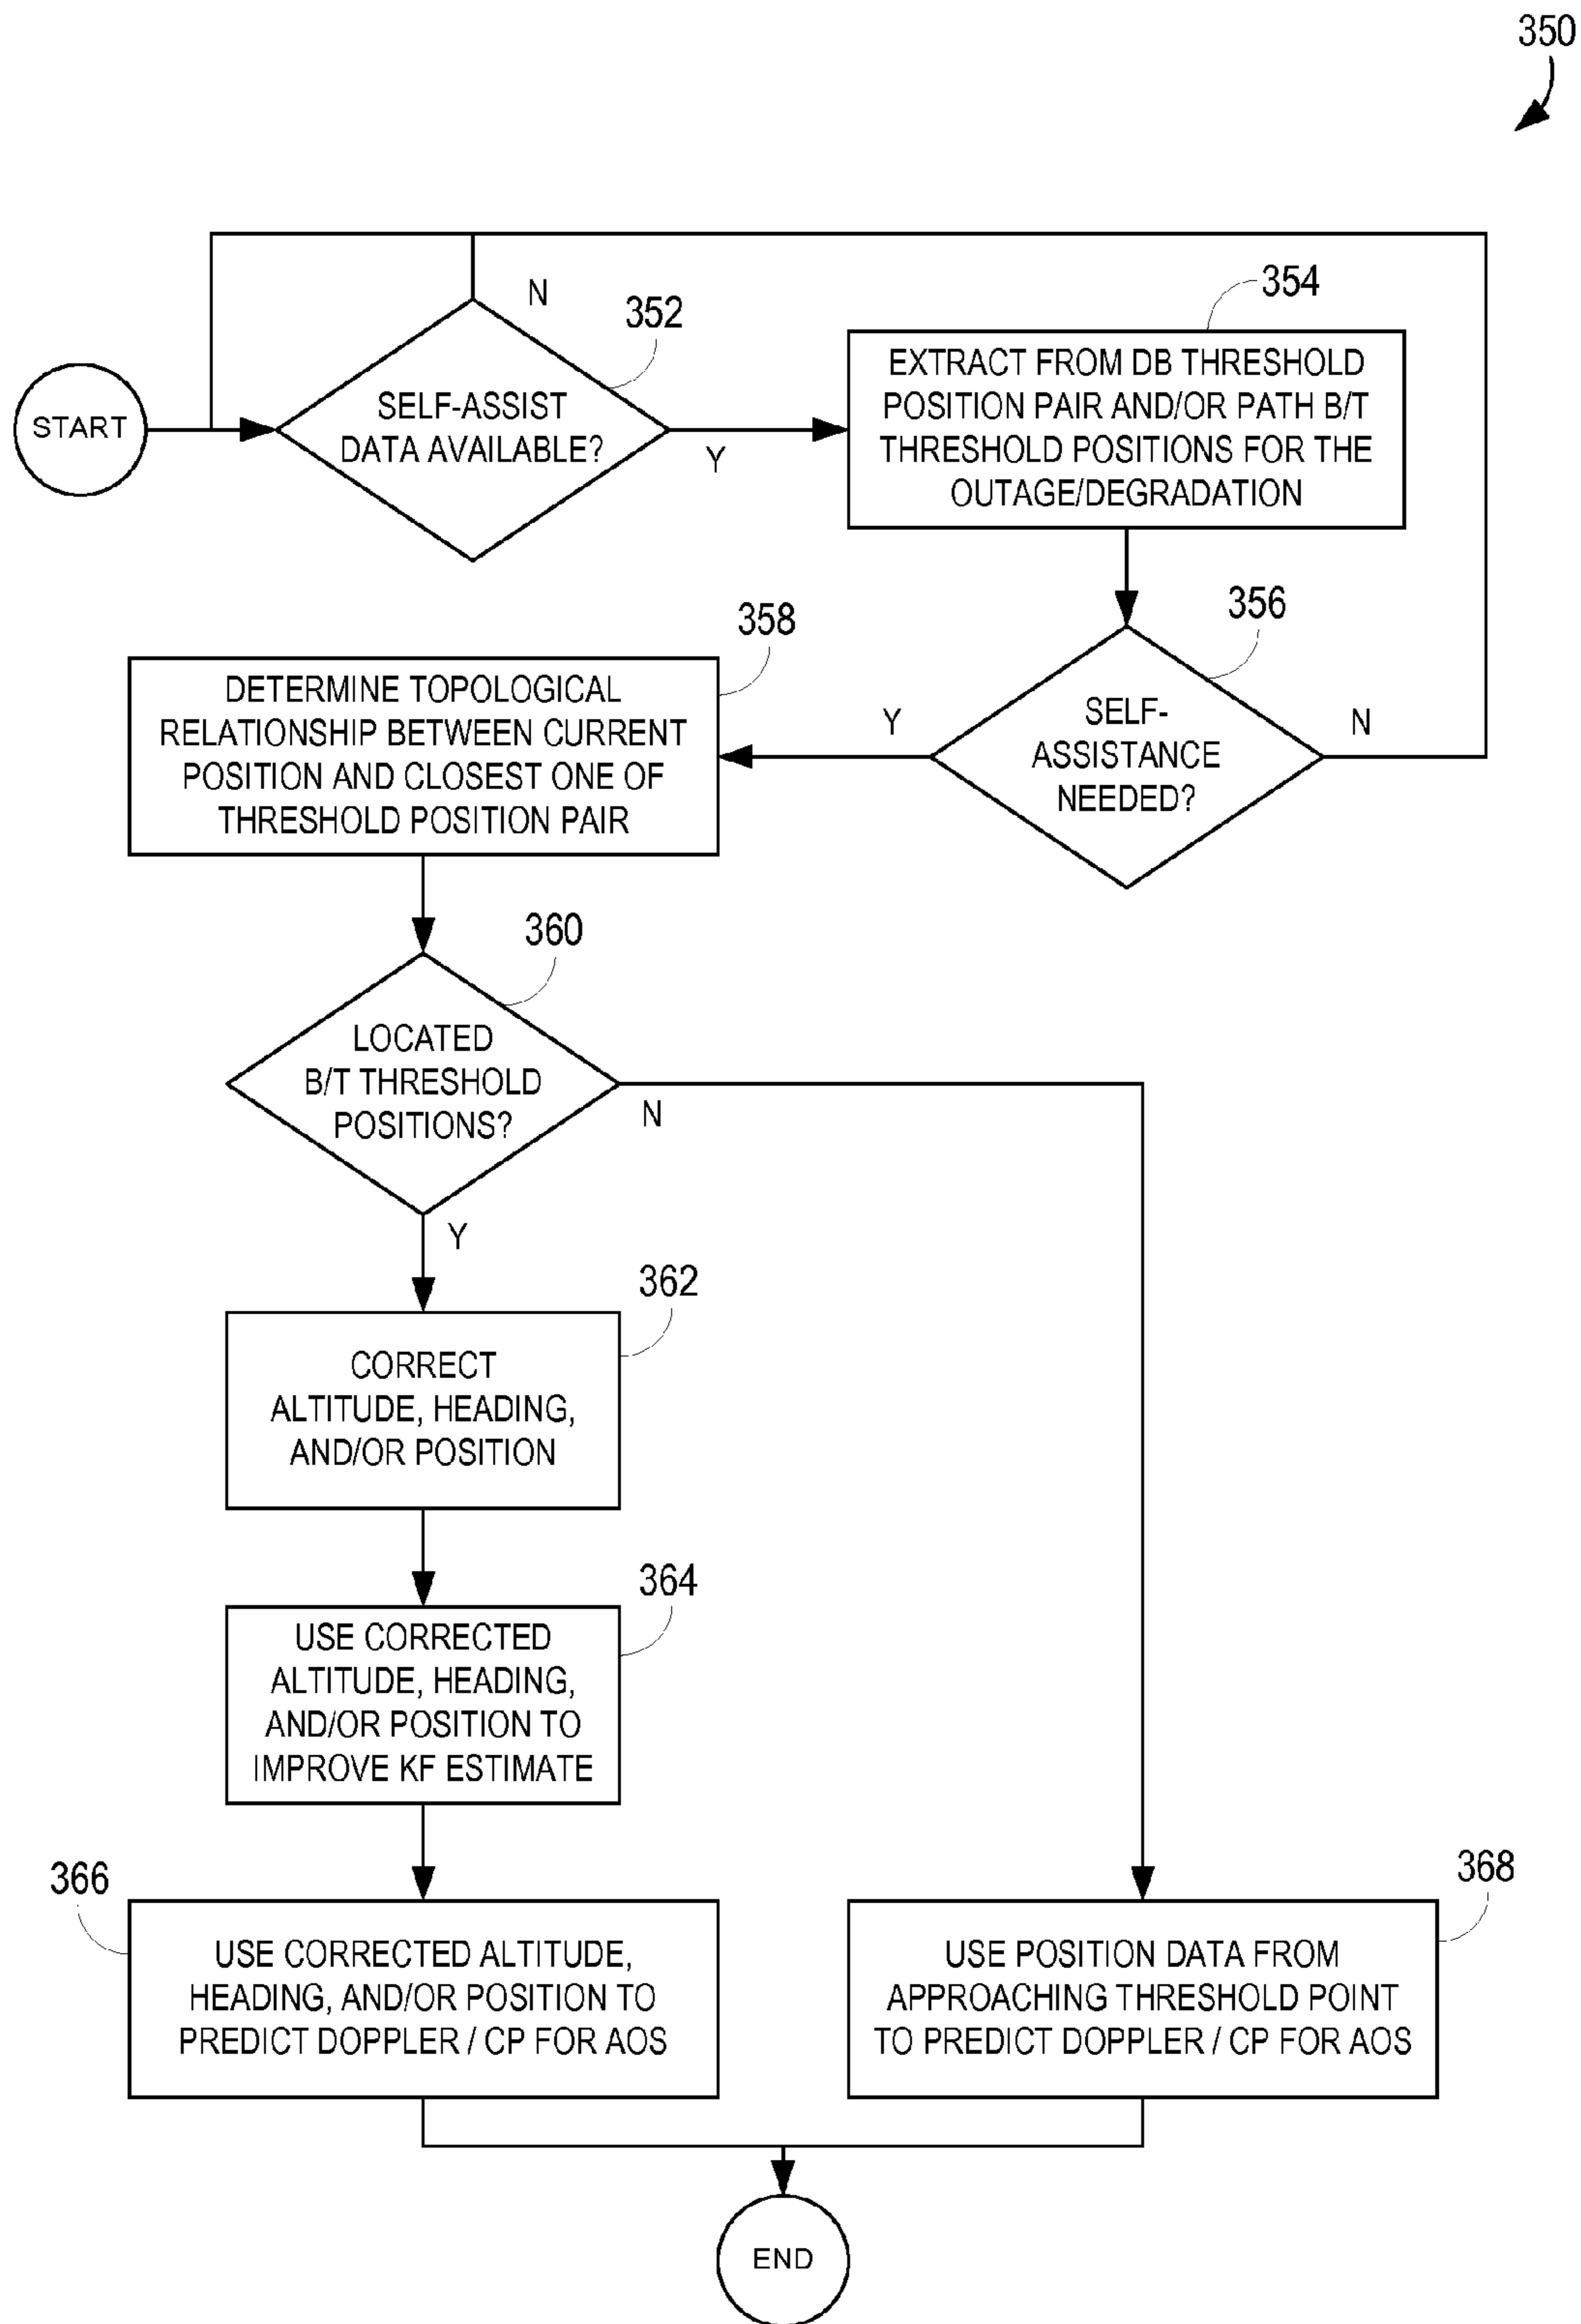 350
N
352
354
START
SELF-ASSIST
DATA AVAILABLE?
Y
EXTRACT FROM DB THRESHOLD
POSITION PAIR AND/OR PATH B/T
THRESHOLD POSITIONS FOR THE
OUTAGE/DEGRADATION
356
358
SELF-
ASSISTANCE
NEEDED?
Y
N
DETERMINE TOPOLOGICAL
RELATIONSHIP BETWEEN CURRENT
POSITION AND CLOSEST ONE OF
THRESHOLD POSITION PAIR
360
LOCATED
B/T THRESHOLD
POSITIONS?
N
Y
362
CORRECT
ALTITUDE, HEADING,
AND/OR POSITION
364
USE CORRECTED
ALTITUDE, HEADING,
AND/OR POSITION TO
IMPROVE KF ESTIMATE
366
USE CORRECTED ALTITUDE,
HEADING, AND/OR POSITION TO
PREDICT DOPPLER / CP FOR AOS
368
USE POSITION DATA FROM
APPROACHING THRESHOLD POINT
TO PREDICT DOPPLER / CP FOR AOS
END